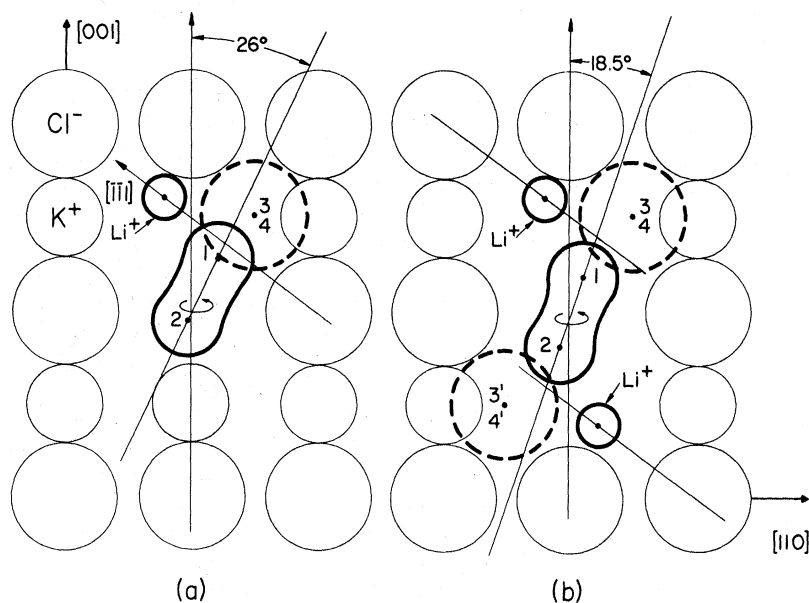 [001]
26°
18.5°
Cl⁻
[1̅1̅1]
K⁺
Li⁺
3
4
1
2
Li⁺
3
4
1
2
3'
4'
Li⁺
[110]
(a)
(b)